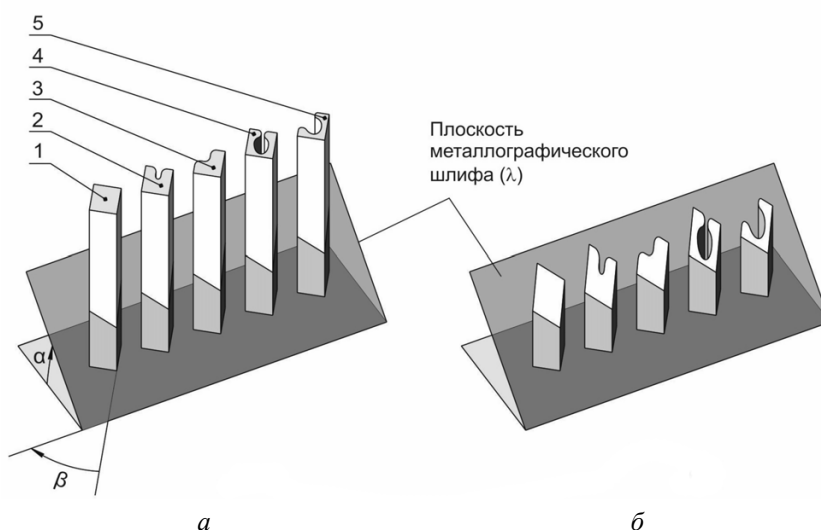 5
4
3
2
1
Плоскость
металлографического
шлифа (λ)
α
β
а
б